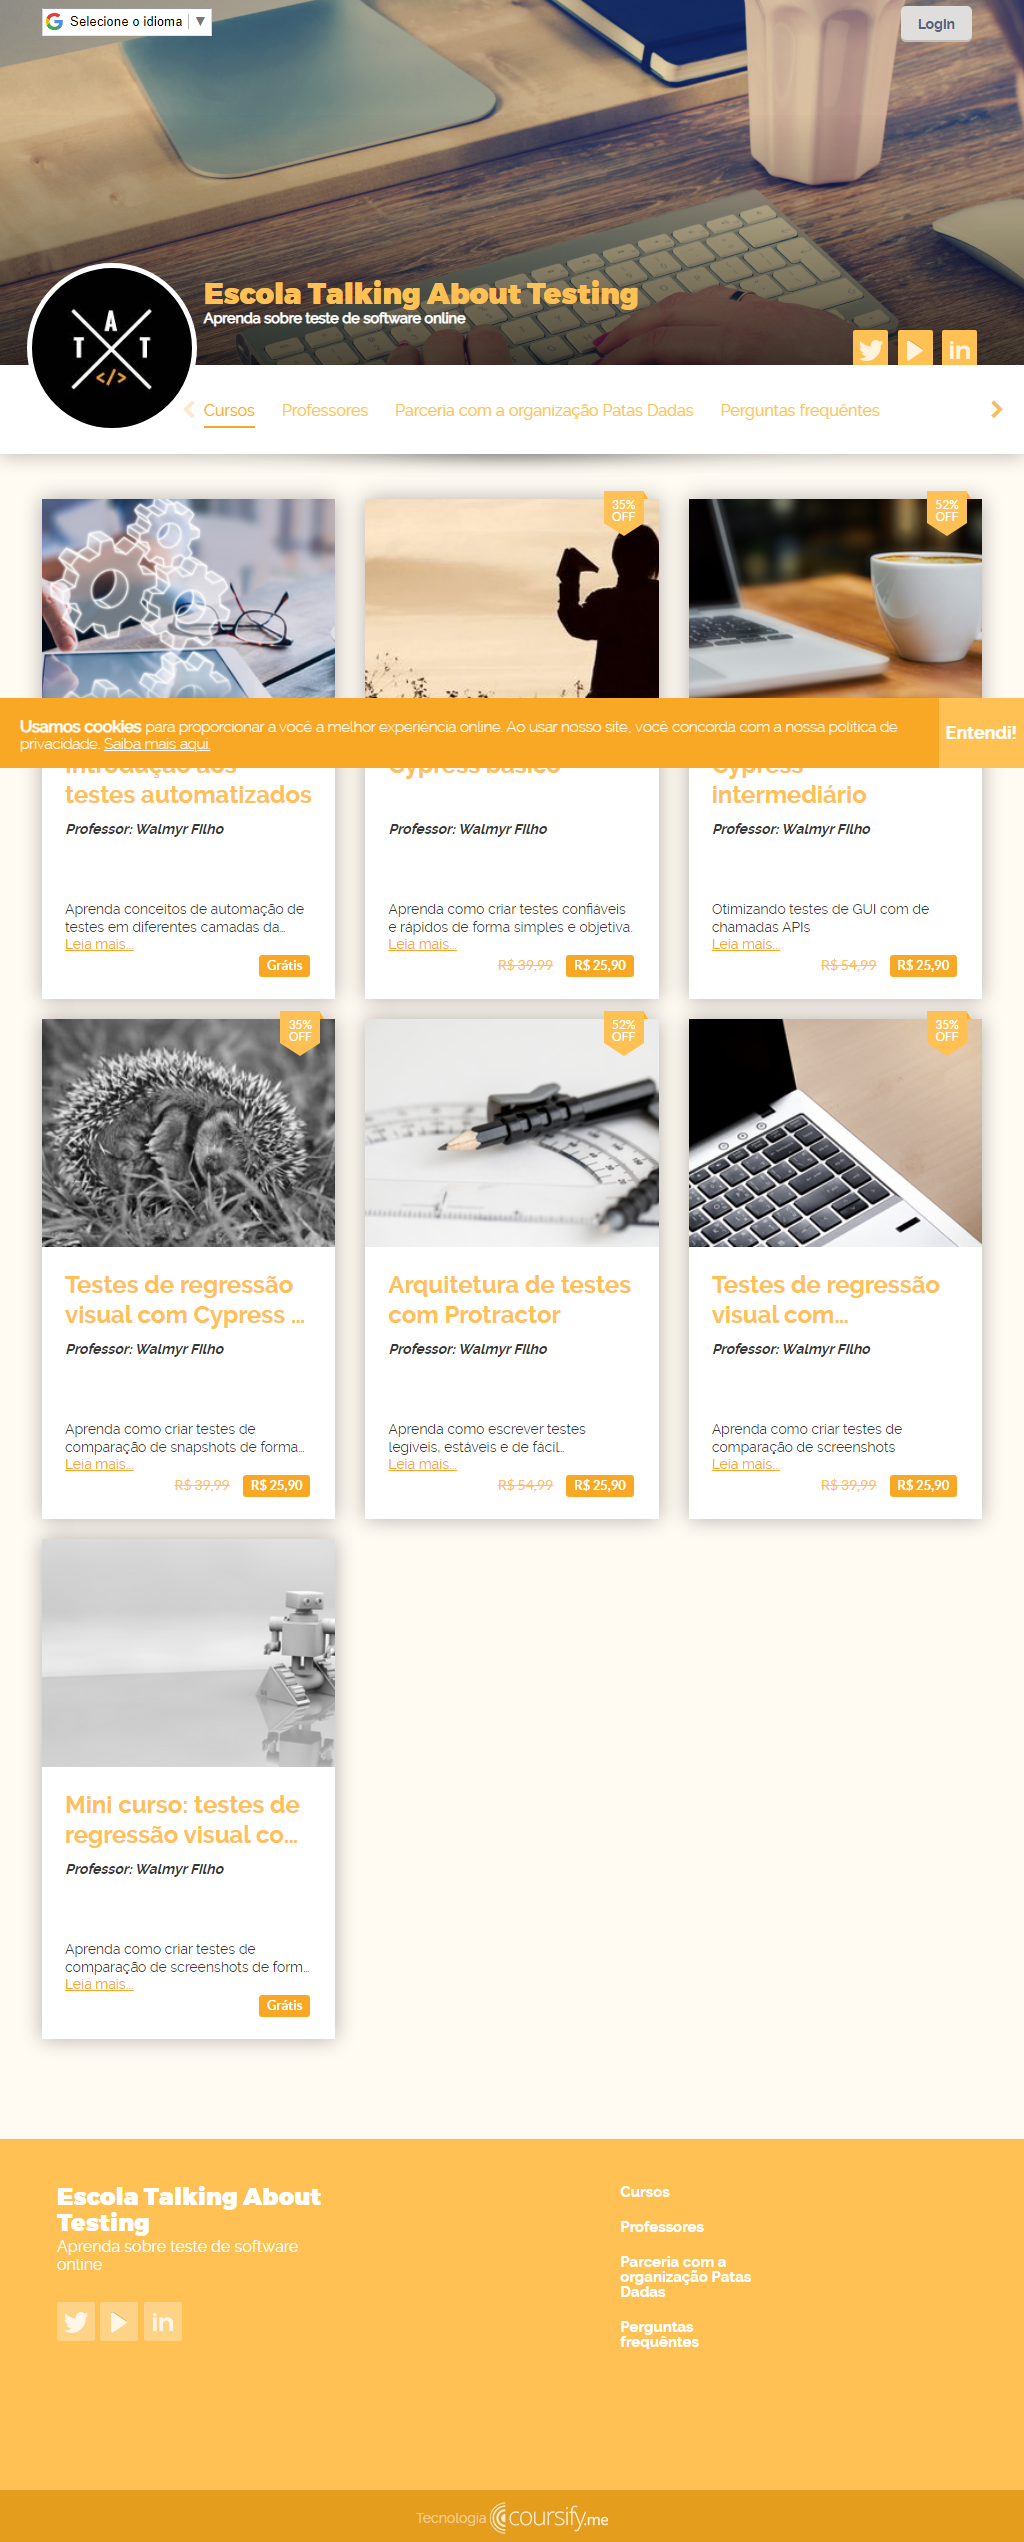 Selecione o idioma ▼
LogIn
Escola Talking About Testing
Aprenda sobre teste de software online
A
T T
</>
Cursos Professores Parceria com a organização Patas Dadas Perguntas frequêntes
35% OFF
52% OFF
Usamos cookies para proporcionar a você a melhor experiência online. Ao usar nosso site, você concorda com a nossa política de
privacidade. Saiba mais aqui.
Entendi!
Introdução aos
testes automatizados
Professor: Walmyr Filho
Aprenda conceitos de automação de
testes em diferentes camadas da...
Leia mais...
Grátis
Cypress básico
Professor: Walmyr Filho
Aprenda como criar testes confiáveis
e rápidos de forma simples e objetiva.
Leia mais...
R$ 39,99 R$ 25,90
Cypress
intermediário
Professor: Walmyr Filho
Otimizando testes de GUI com de
chamadas APIs
Leia mais...
R$ 54,99 R$ 25,90
35% OFF
Testes de regressão
visual com Cypress ...
Professor: Walmyr Filho
Aprenda como criar testes de
comparação de snapshots de forma...
Leia mais...
R$ 39,99 R$ 25,90
52% OFF
Arquitetura de testes
com Protractor
Professor: Walmyr Filho
Aprenda como escrever testes
legíveis, estáveis e de fácil...
Leia mais...
R$ 54,99 R$ 25,90
35% OFF
Testes de regressão
visual com...
Professor: Walmyr Filho
Aprenda como criar testes de
comparação de screenshots
Leia mais...
R$ 39,99 R$ 25,90
Mini curso: testes de
regressão visual co...
Professor: Walmyr Filho
Aprenda como criar testes de
comparação de screenshots de form...
Leia mais...
Grátis
Escola Talking About
Testing
Aprenda sobre teste de software
online
Cursos
Professores
Parceria com a
organização Patas
Dadas
Perguntas
frequêntes
Tecnologia coursify.me